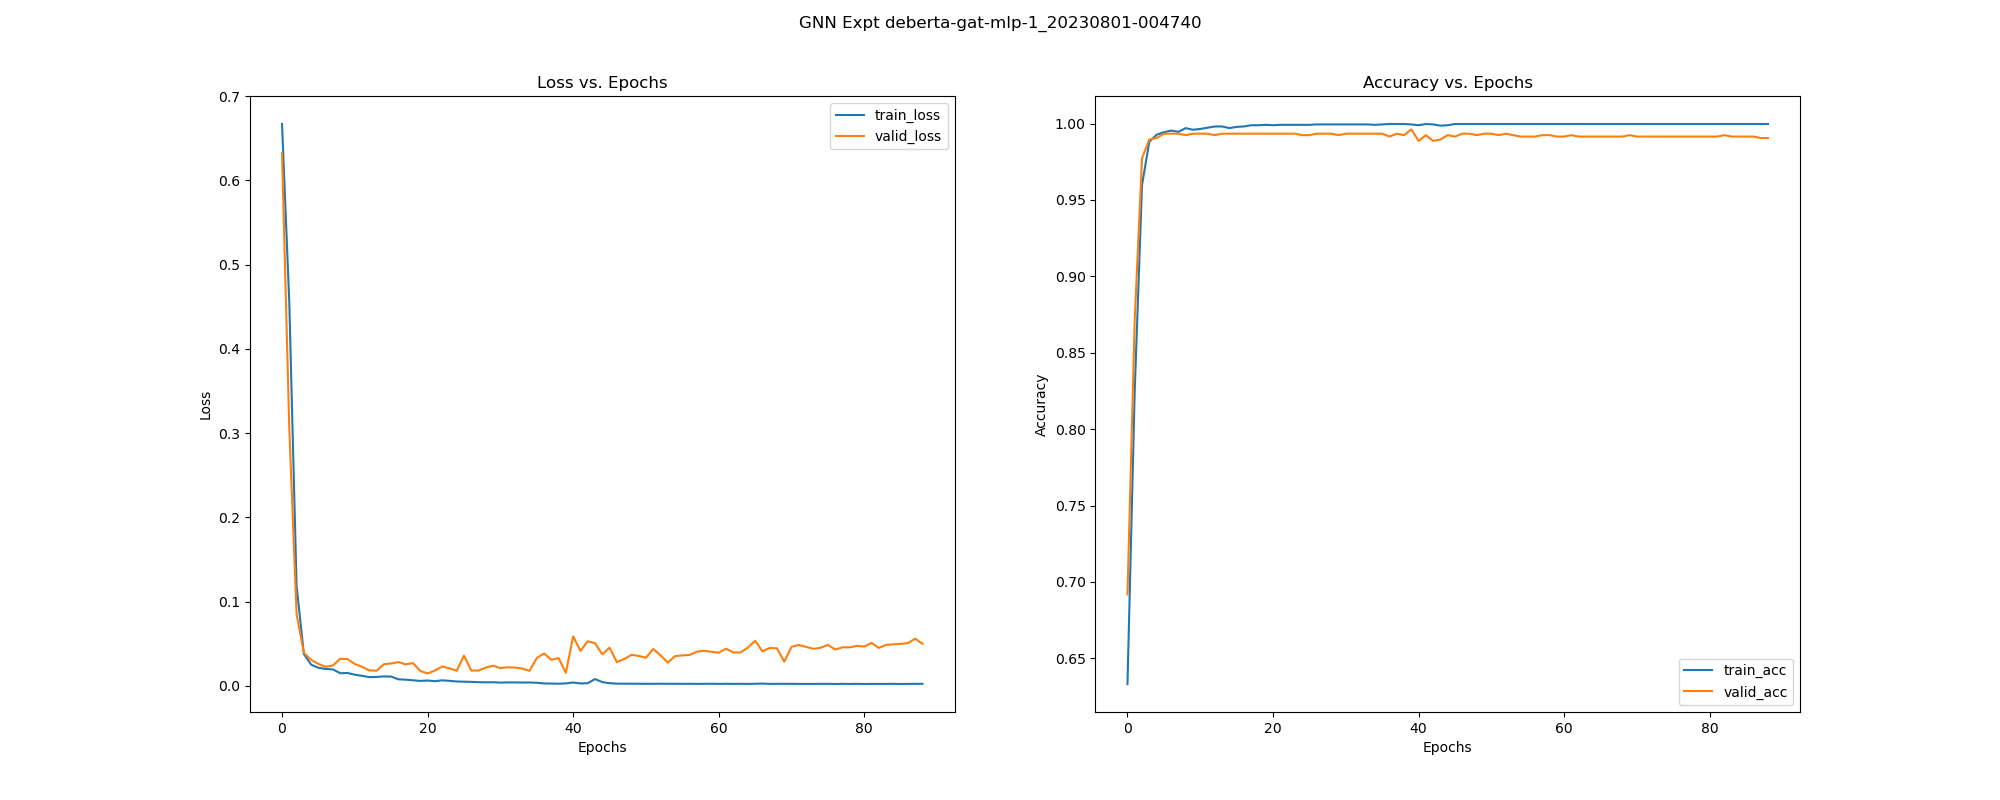 GNN Expt deberta-gat-mlp-1_20230801-004740
Loss vs. Epochs
0.7
0.6
0.5
0.4
0.3
0.2
0.1
0.0
Loss
train_loss
valid_loss
0 20 40 60 80
Epochs
Accuracy vs. Epochs
1.00
0.95
0.90
0.85
0.80
0.75
0.70
0.65
Accuracy
train_acc
valid_acc
0 20 40 60 80
Epochs